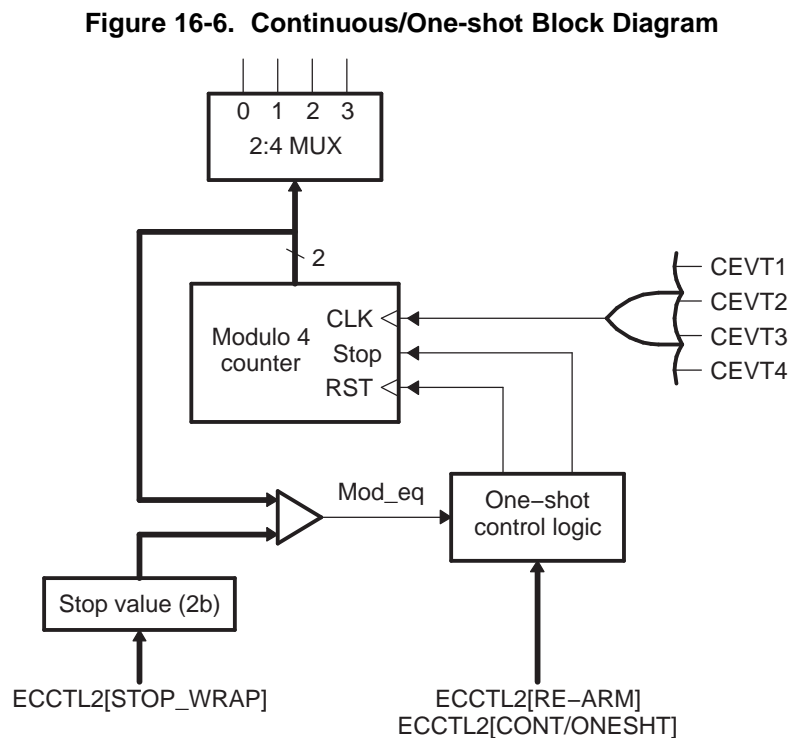 Figure 16-6. Continuous/One-shot Block Diagram
0 1 2 3
2:4 MUX
2
Modulo 4
counter
CLK
Stop
RST
CEVT1
CEVT2
CEVT3
CEVT4
Mod_eq
One−shot
control logic
Stop value (2b)
ECCTL2[STOP_WRAP]
ECCTL2[RE−ARM]
ECCTL2[CONT/ONESHT]